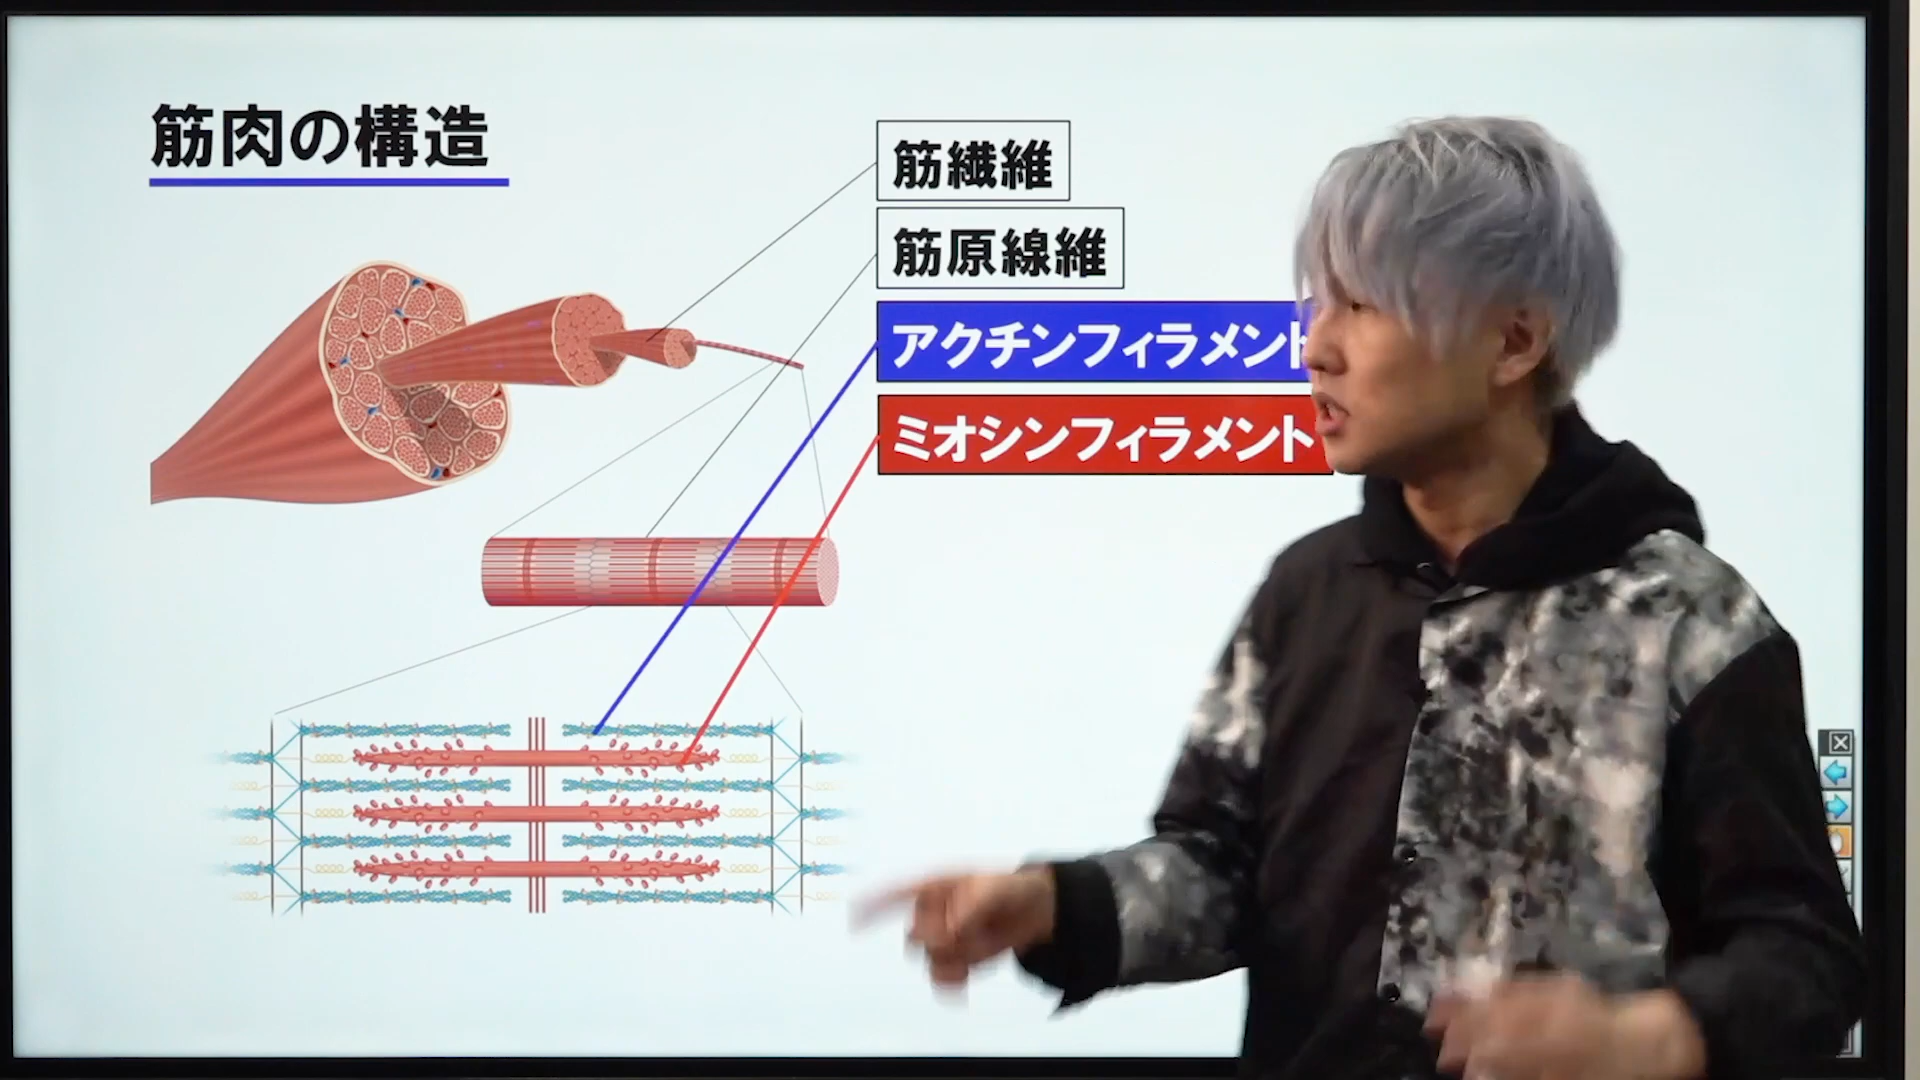 筋肉の構造
筋繊維
筋原線維
アクチンフィラメント
ミオシンフィラメント